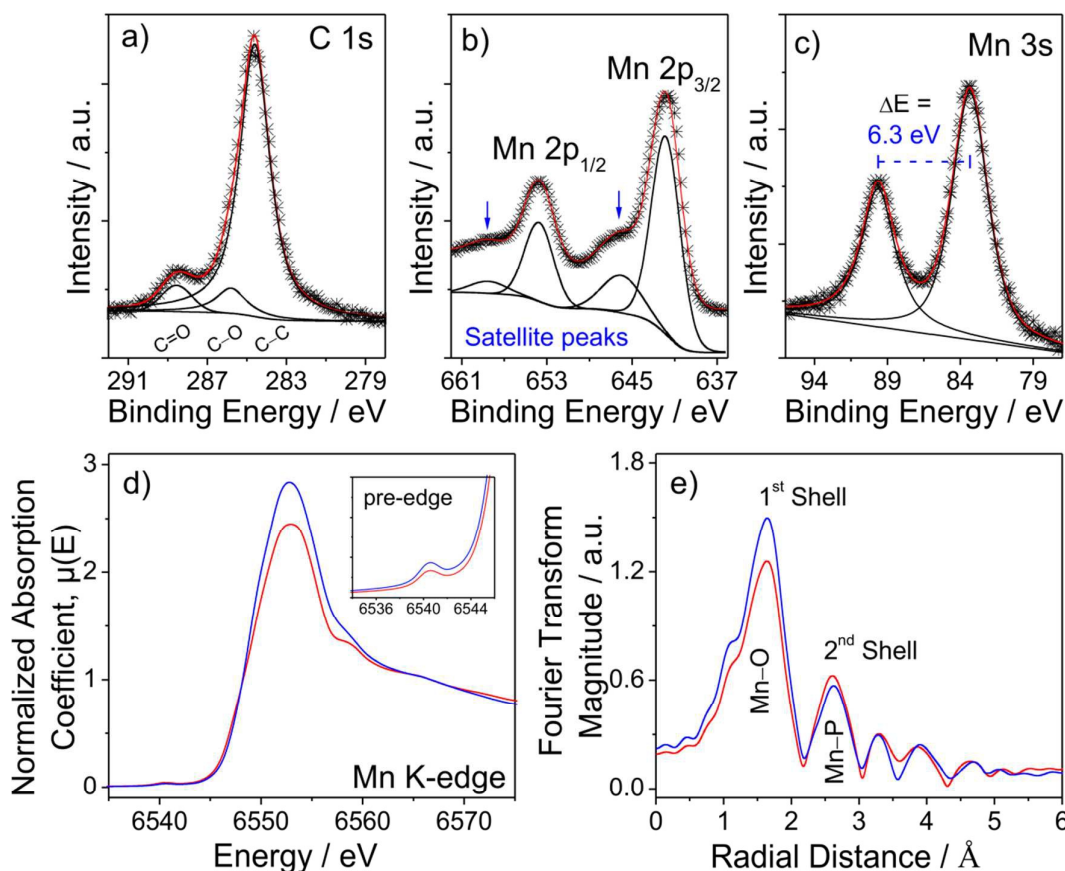 a) C 1s
Intensity / a.u.
C=O C–O C–C
291 287 283 279
Binding Energy / eV
b)
Mn 2p3/2
Mn 2p1/2
Intensity / a.u.
Satellite peaks
661 653 645 637
Binding Energy / eV
c) Mn 3s
ΔE =
6.3 eV
Intensity / a.u.
94 89 84 79
Binding Energy / eV
d)
Normalized Absorption
Coefficient, μ(E)
3
2
1
0
pre-edge
6536 6540 6544
Mn K-edge
6540 6550 6560 6570
Energy / eV
e)
Fourier Transform
Magnitude / a.u.
1.8
1.2
0.6
0.0
1st Shell
2nd Shell
Mn–O
Mn–P
0 1 2 3 4 5 6
Radial Distance / Å